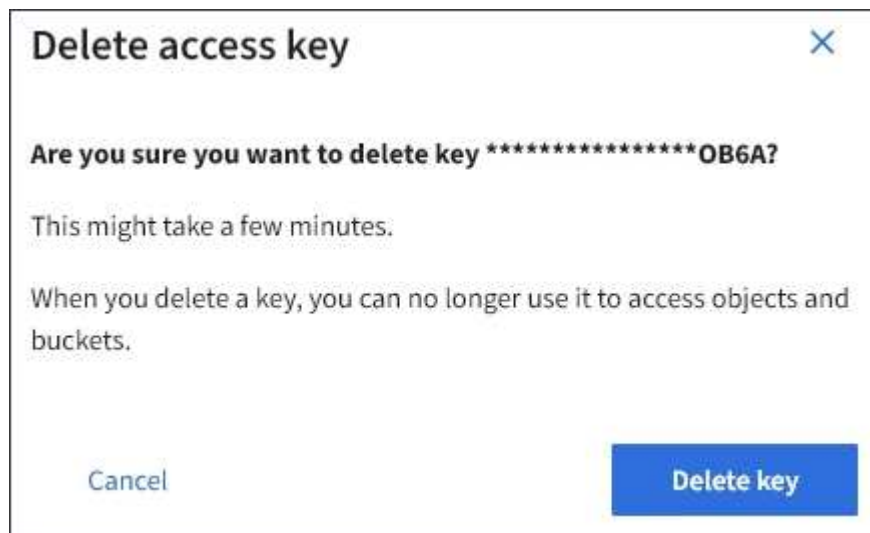 Delete access key
Are you sure you want to delete key ****************OB6A?
This might take a few minutes.
When you delete a key, you can no longer use it to access objects and
buckets.
Cancel
Delete key